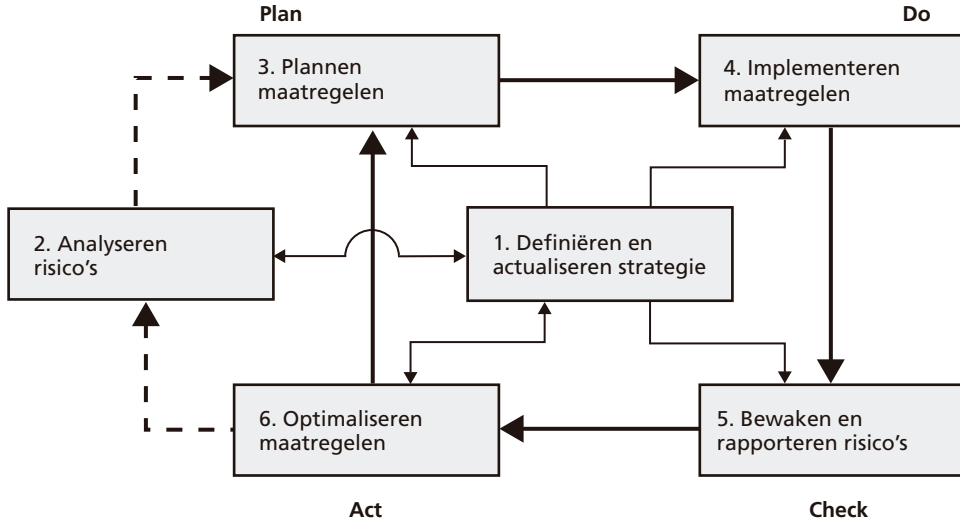 Plan
Do
3. Plannen
maatregelen
4. Implementeren
maatregelen
2. Analyseren
risico's
1. Definiëren en
actualiseren strategie
6. Optimaliseren
maatregelen
5. Bewaken en
rapporteren risico's
Act
Check